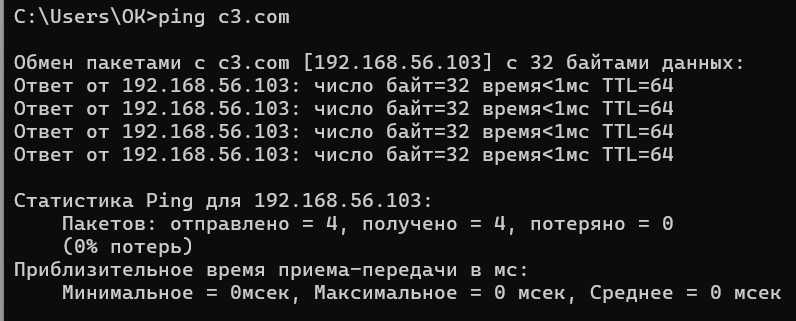 C:\Users\OK>ping c3.com
Обмен пакетами с c3.com [192.168.56.103] с 32 байтами данных:
Ответ от 192.168.56.103: число байт=32 время<1мс TTL=64
Ответ от 192.168.56.103: число байт=32 время<1мс TTL=64
Ответ от 192.168.56.103: число байт=32 время<1мс TTL=64
Ответ от 192.168.56.103: число байт=32 время<1мс TTL=64
Статистика Ping для 192.168.56.103:
    Пакетов: отправлено = 4, получено = 4, потеряно = 0
    (0% потерь)
Приблизительное время приема-передачи в мс:
    Минимальное = 0мсек, Максимальное = 0 мсек, Среднее = 0 мсек